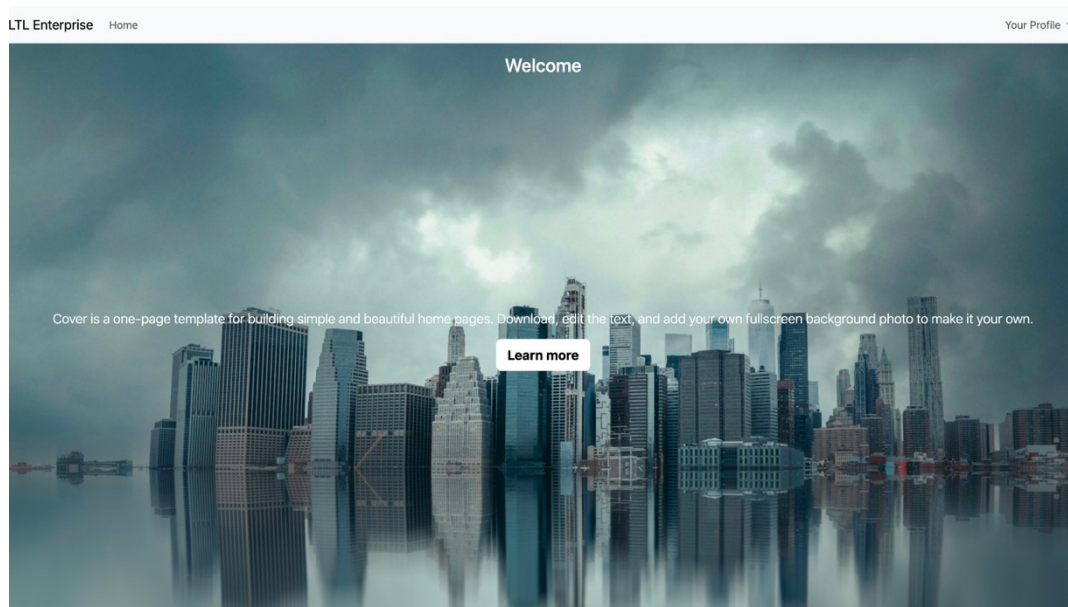 LTL Enterprise Home Your Profile
Welcome
Cover is a one-page template for building simple and beautiful home pages. Download, edit the text, and add your own fullscreen background photo to make it your own.
Learn more